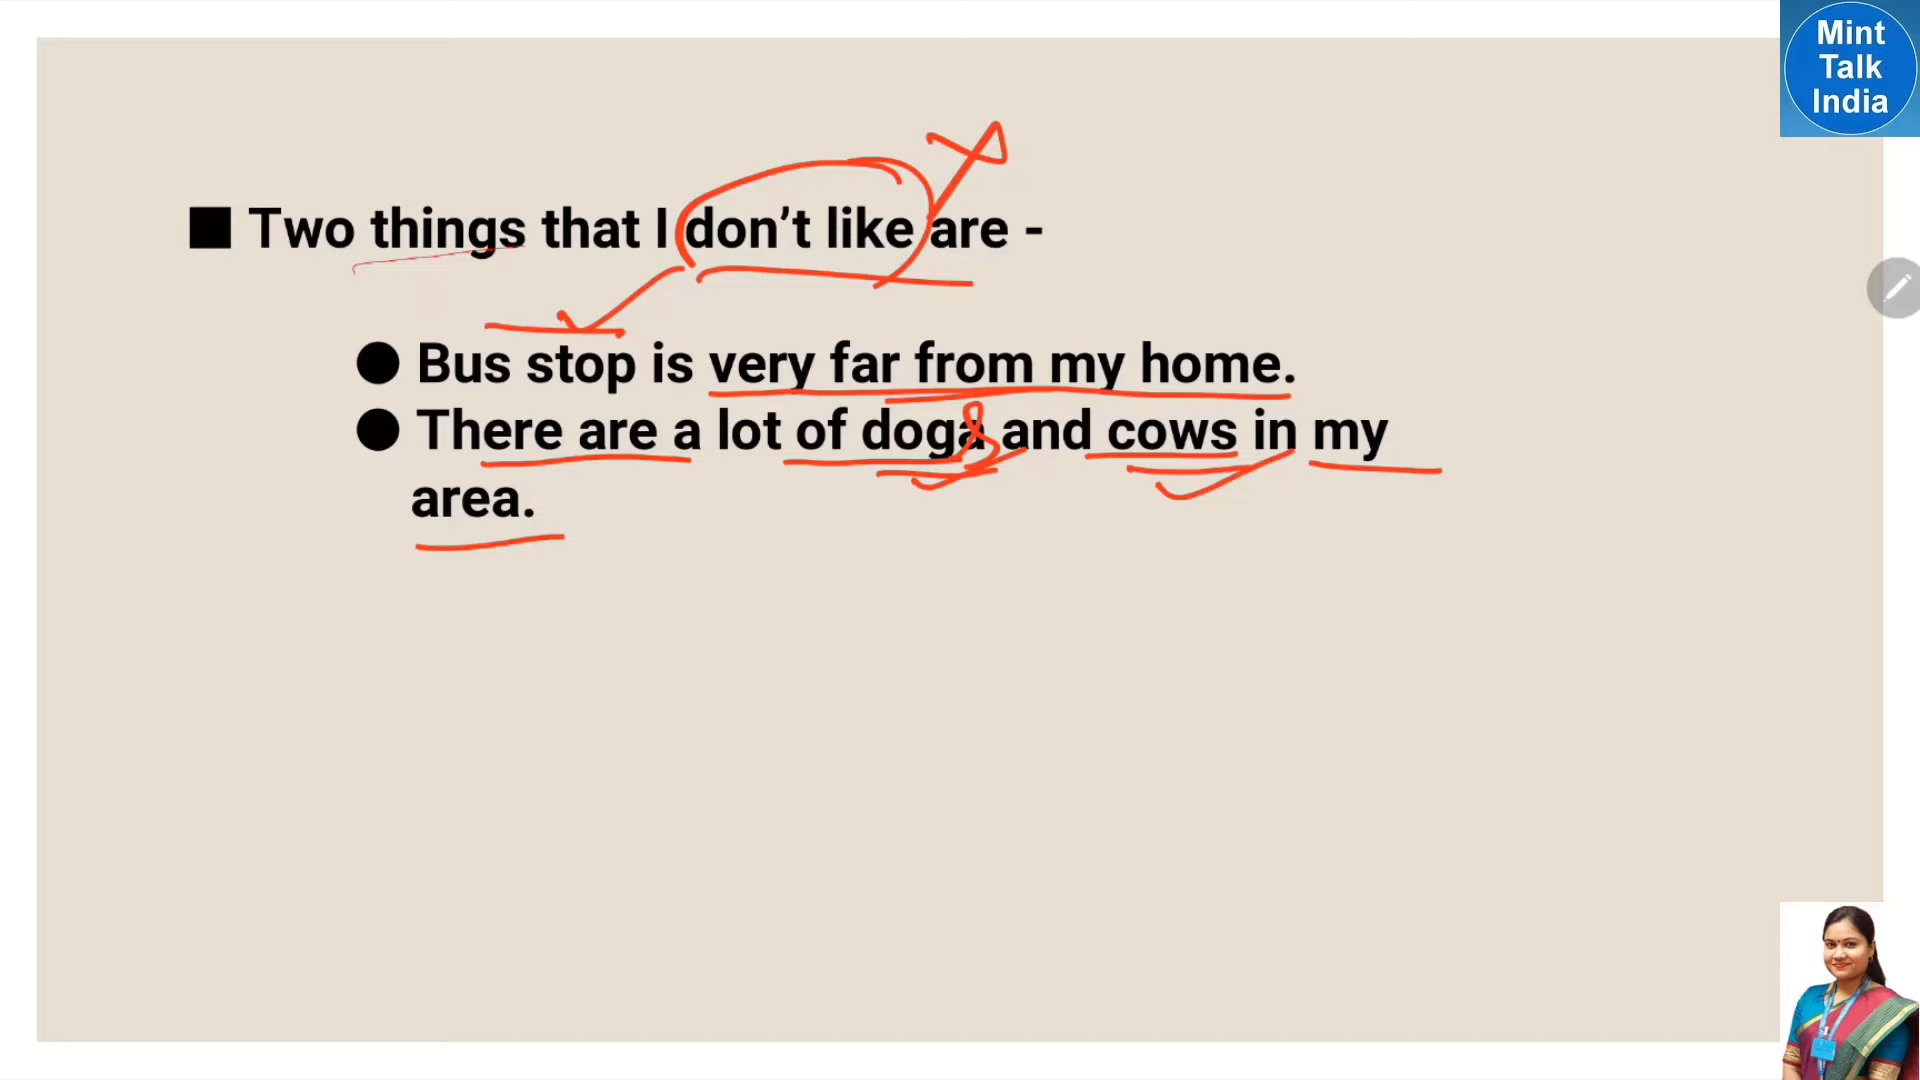 Mint
Talk
India
Two things that I don't like are -
Bus stop is very far from my home.
There are a lot of doga and cows in my
area.